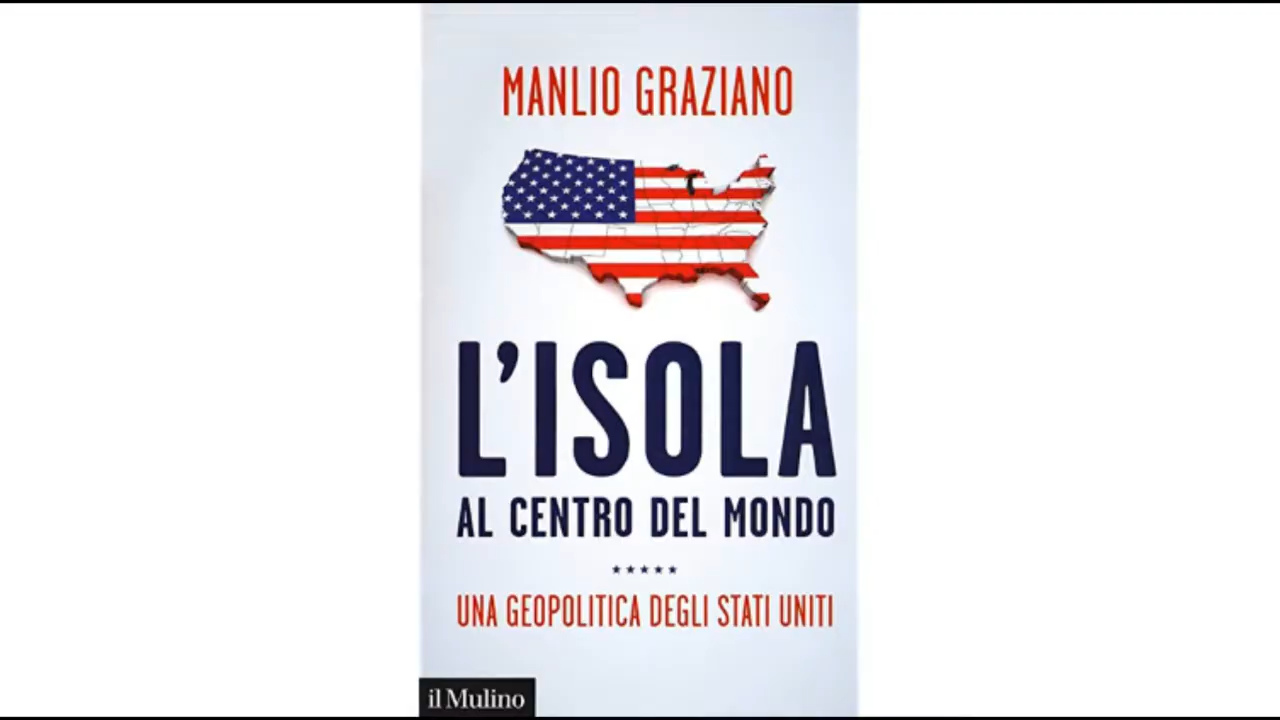 MANLIO GRAZIANO
L'ISOLA
AL CENTRO DEL MONDO
UNA GEOPOLITICA DEGLI STATI UNITI
il Mulino